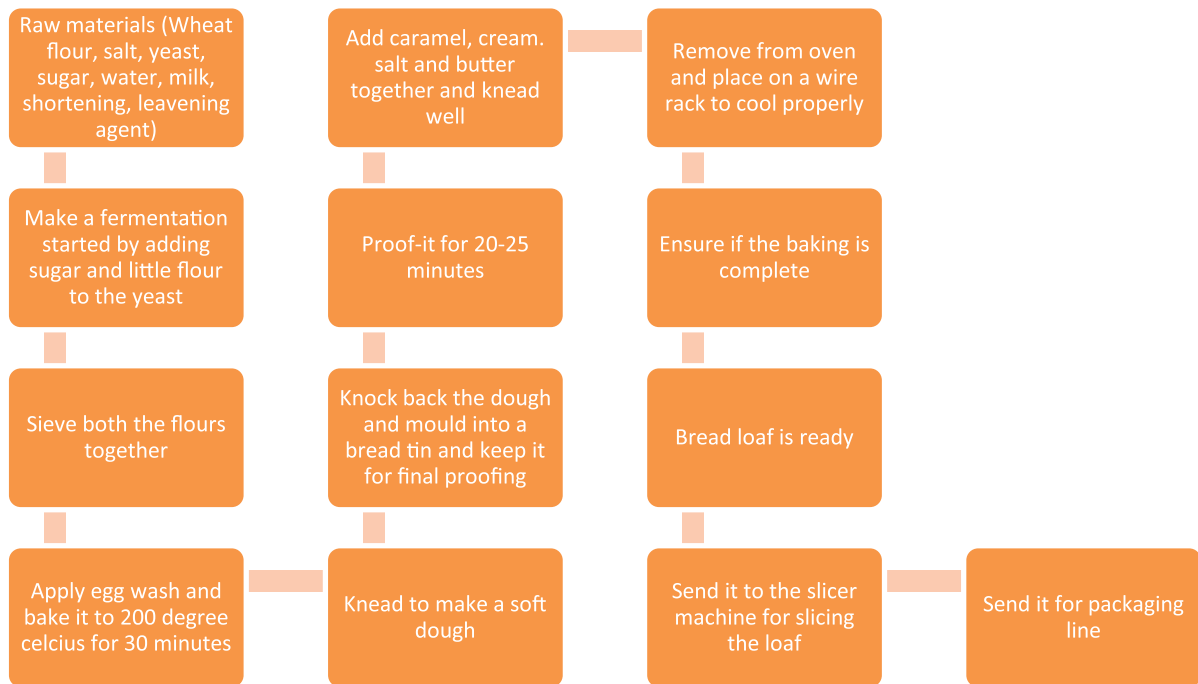 Raw materials (Wheat
flour, salt, yeast,
sugar, water, milk,
shortening, leavening
agent)
Make a fermentation
started by adding
sugar and little flour
to the yeast
Sieve both the flours
together
Apply egg wash and
bake it to 200 degree
celcius for 30 minutes
Knead to make a soft
dough
Knock back the dough
and mould into a
bread tin and keep it
for final proofing
Proof-it for 20-25
minutes
Add caramel, cream.
salt and butter
together and knead
well
Remove from oven
and place on a wire
rack to cool properly
Ensure if the baking is
complete
Bread loaf is ready
Send it to the slicer
machine for slicing
the loaf
Send it for packaging
line